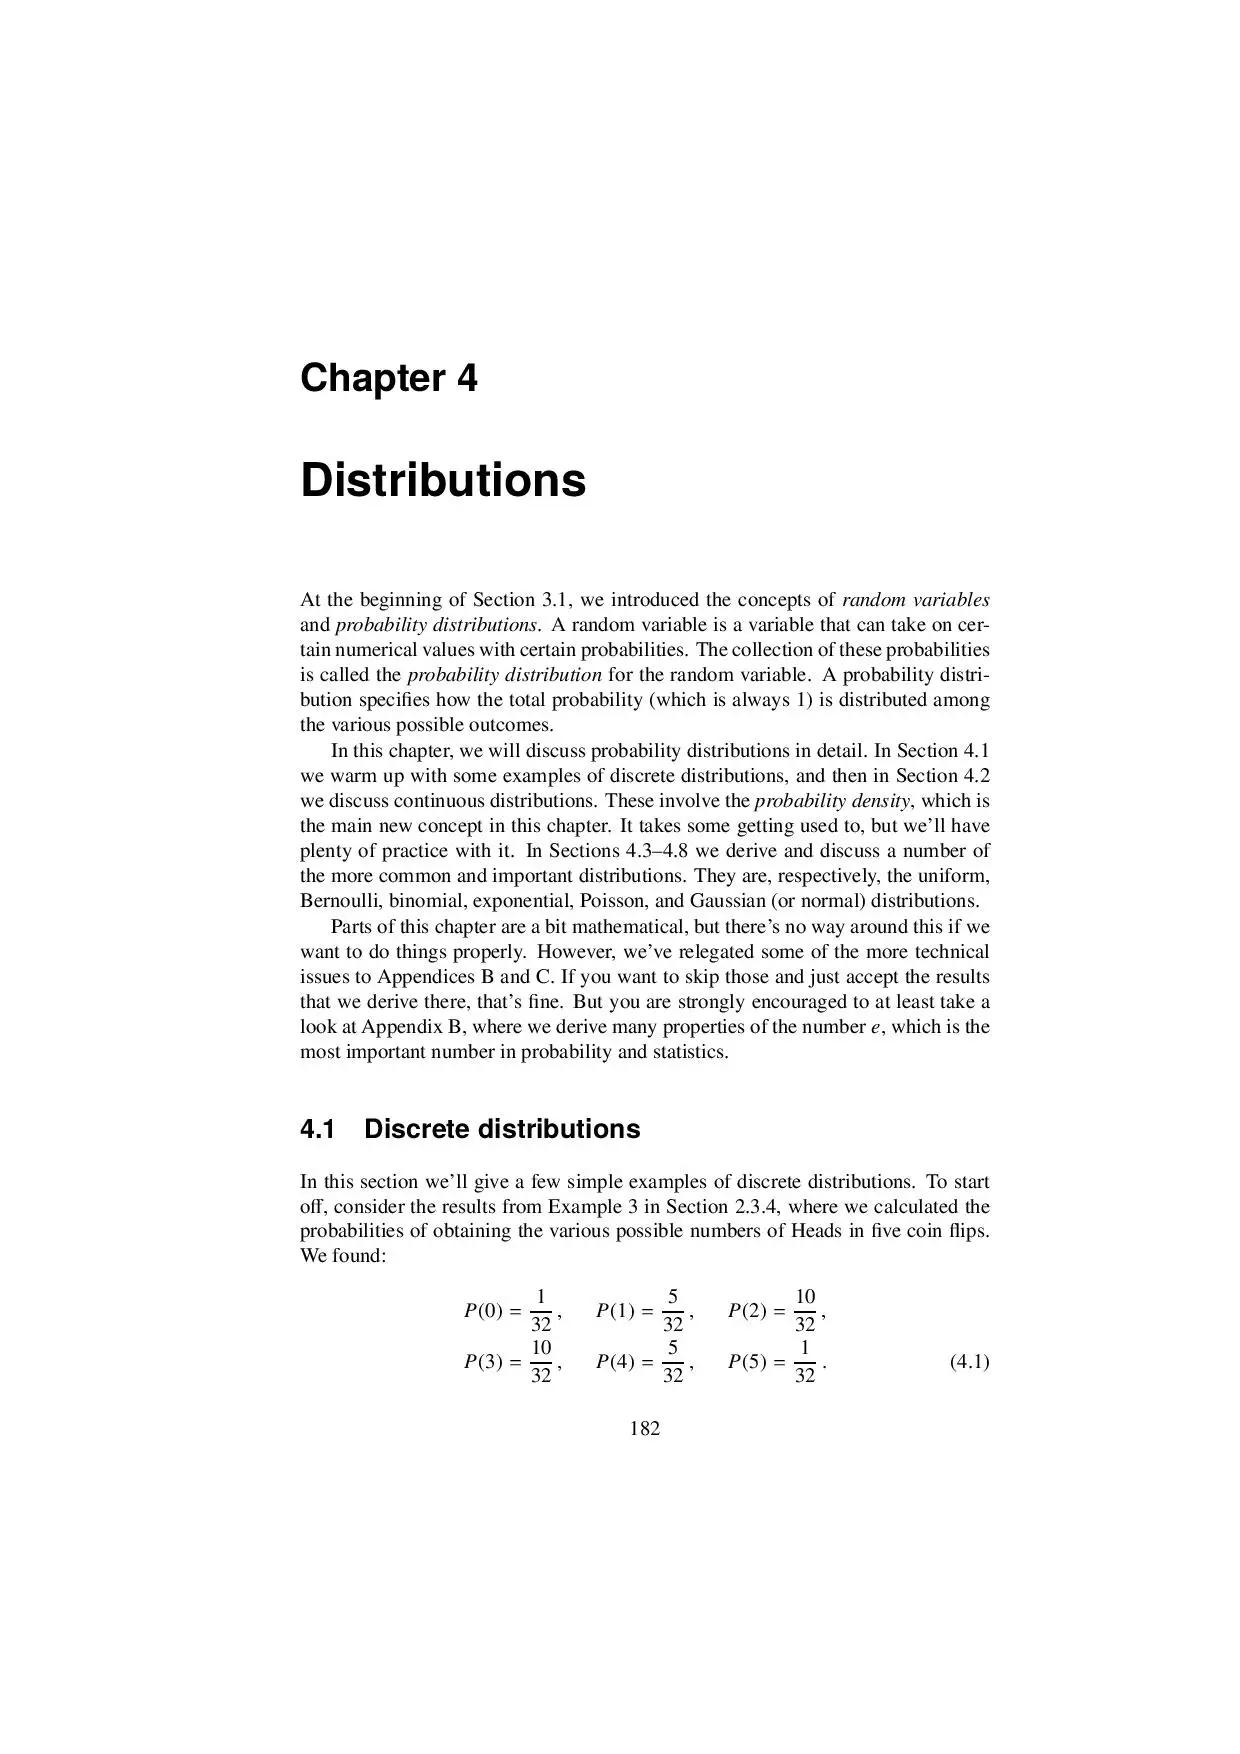 Chapter 4
Distributions
At the beginning of Section 3.1, we introduced the concepts of random variables
and probability distributions. A random variable is a variable that can take on cer-
tain numerical values with certain probabilities. The collection of these probabilities
is called the probability distribution for the random variable. A probability distri-
bution specifies how the total probability (which is always 1) is distributed among
the various possible outcomes.
In this chapter, we will discuss probability distributions in detail. In Section 4.1
we warm up with some examples of discrete distributions, and then in Section 4.2
we discuss continuous distributions. These involve the probability density, which is
the main new concept in this chapter. It takes some getting used to, but we'll have
plenty of practice with it. In Sections 4.3–4.8 we derive and discuss a number of
the more common and important distributions. They are, respectively, the uniform,
Bernoulli, binomial, exponential, Poisson, and Gaussian (or normal) distributions.
Parts of this chapter are a bit mathematical, but there's no way around this if we
want to do things properly. However, we've relegated some of the more technical
issues to Appendices B and C. If you want to skip those and just accept the results
that we derive there, that's fine. But you are strongly encouraged to at least take a
look at Appendix B, where we derive many properties of the number e, which is the
most important number in probability and statistics.
4.1 Discrete distributions
In this section we'll give a few simple examples of discrete distributions. To start
off, consider the results from Example 3 in Section 2.3.4, where we calculated the
probabilities of obtaining the various possible numbers of Heads in five coin flips.
We found:
P(0) = 1/32, P(1) = 5/32, P(2) = 10/32,
P(3) = 10/32, P(4) = 5/32, P(5) = 1/32. (4.1)
182